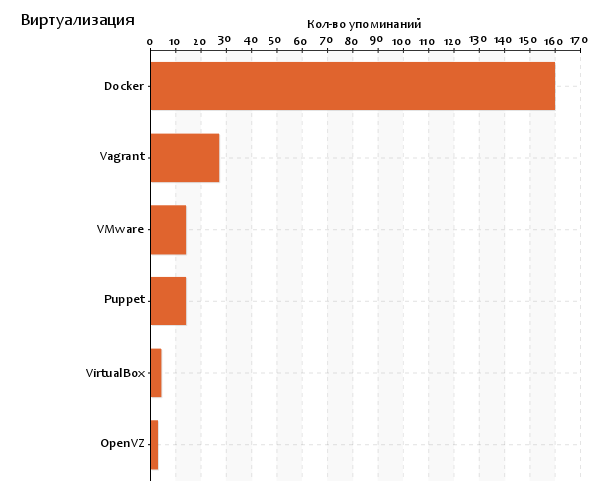 Виртуализация
Кол-во упоминаний
0 10 20 30 40 50 60 70 80 90 100 110 120 130 140 150 160 170
Docker
Vagrant
VMware
Puppet
VirtualBox
OpenVZ